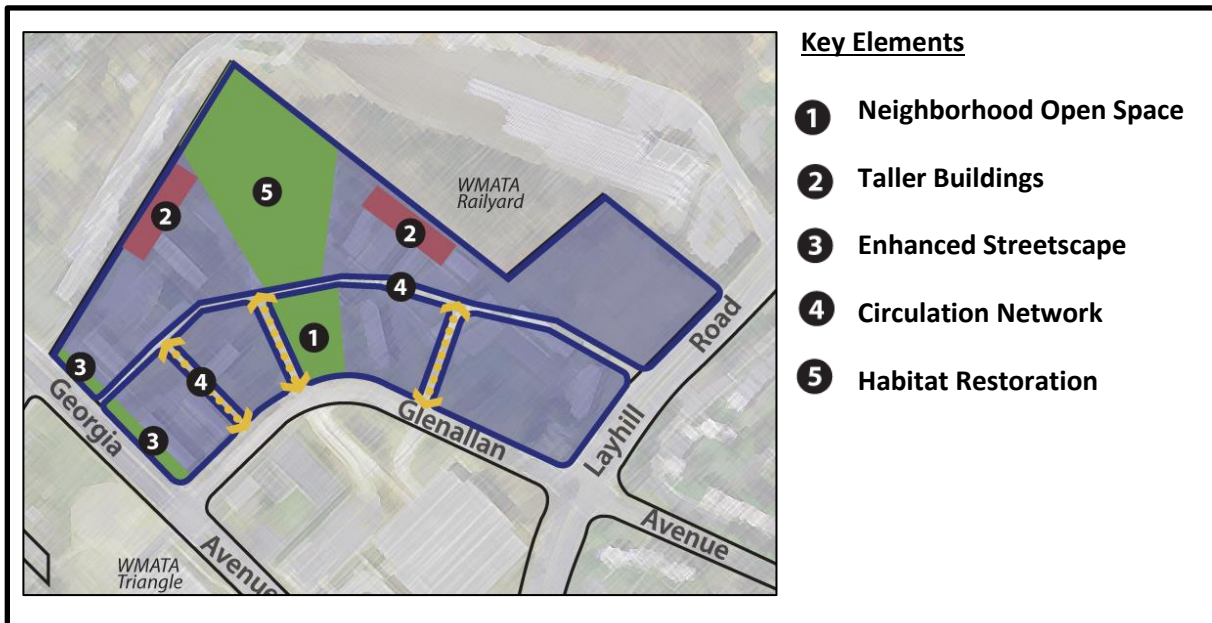 Key Elements
1 Neighborhood Open Space
2 Taller Buildings
3 Enhanced Streetscape
4 Circulation Network
5 Habitat Restoration
WMATA
Railyard
5
2
2
4
1
4
3
3
Road
Layhill
Georgia
Avenue
Glenallan
Avenue
WMATA
Triangle